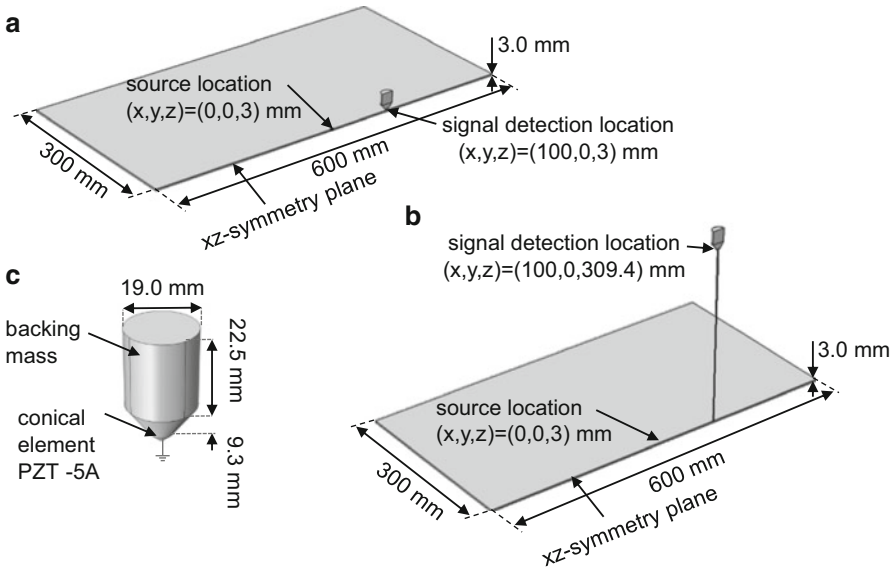 a
3.0 mm
source location
(x,y,z)=(0,0,3) mm
signal detection location
(x,y,z)=(100,0,3) mm
300 mm
600 mm
xz-symmetry plane
b
signal detection location
(x,y,z)=(100,0,309.4) mm
3.0 mm
source location
(x,y,z)=(0,0,3) mm
300 mm
600 mm
xz-symmetry plane
c
19.0 mm
backing
mass
22.5 mm
conical
element
PZT -5A
9.3 mm